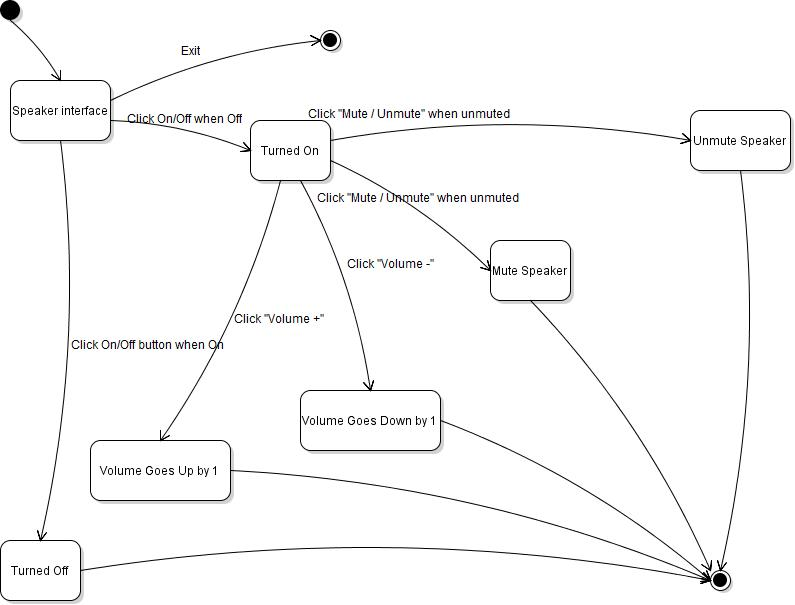 Exit
Speaker interface
Click On/Off when Off
Click "Mute / Unmute" when unmuted
Turned On
Unmute Speaker
Click "Mute / Unmute" when unmuted
Click "Volume -"
Mute Speaker
Click "Volume +"
Click On/Off button when On
Volume Goes Down by 1
Volume Goes Up by 1
Turned Off